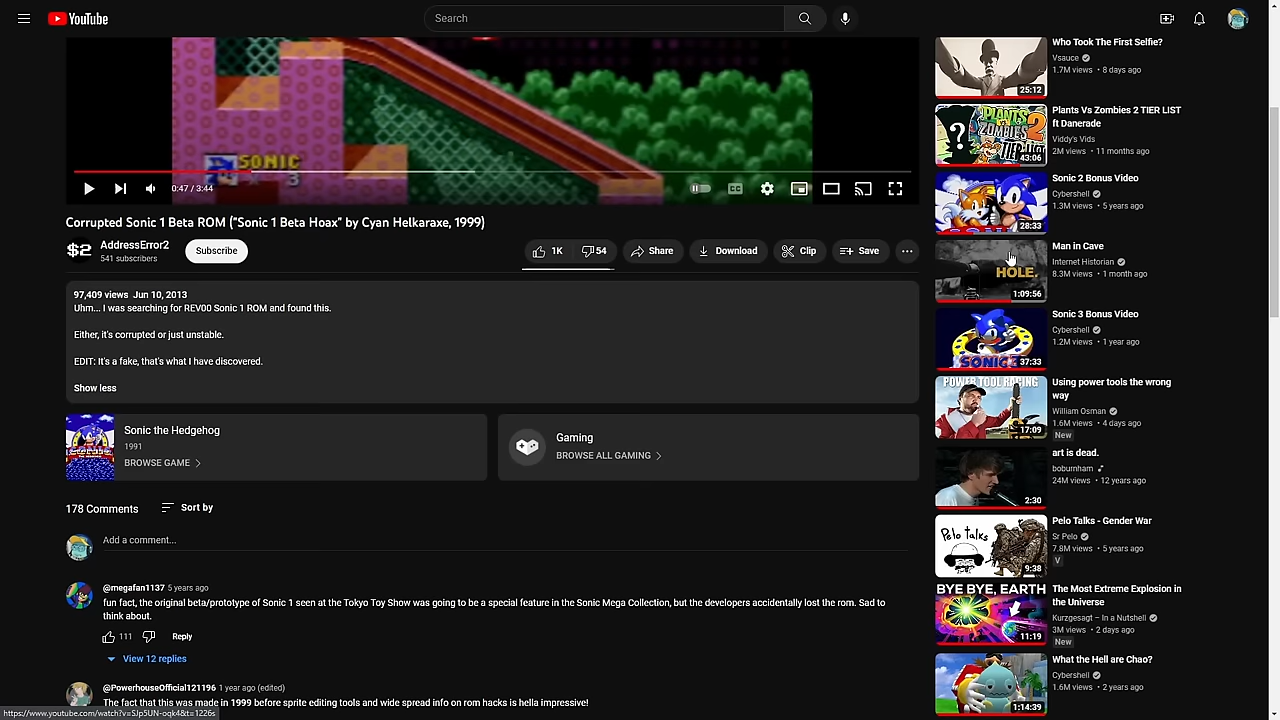 YouTube
Search
SONIC
3
0:47 / 3:44
CC
Corrupted Sonic 1 Beta ROM ("Sonic 1 Beta Hoax" by Cyan Helkaraxe, 1999)
$2
AddressError2
541 subscribers
Subscribe
1K
54
Share
Download
Clip
Save
97,409 views Jun 10, 2013
Uhm... I was searching for REV00 Sonic 1 ROM and found this.
Either, it's corrupted or just unstable.
EDIT: It's a fake, that's what I have discovered.
Show less
Sonic the Hedgehog
1991
BROWSE GAME
Gaming
BROWSE ALL GAMING
178 Comments
Sort by
Add a comment...
@megafan1137 5 years ago
fun fact, the original beta/prototype of Sonic 1 seen at the Tokyo Toy Show was going to be a special feature in the Sonic Mega Collection, but the developers accidentally lost the rom. Sad to
think about.
111
Reply
View 12 replies
@PowerhouseOfficial121196 1 year ago (edited)
The fact that this was made in 1999 before sprite editing tools and wide spread info on rom hacks is hella impressive!
https://www.youtube.com/watch?v=SJp5UN-oqk4&t=1226s
25:12
Who Took The First Selfie?
Vsauce
1.7M views • 8 days ago
?
PLANTS
ZOMBIES
2
TIER LIST
43:06
Plants Vs Zombies 2 TIER LIST
ft Danerade
Viddy's Vids
2M views • 11 months ago
28:33
Sonic 2 Bonus Video
Cybershell
1.3M views • 5 years ago
HOLE.
1:09:56
Man in Cave
Internet Historian
8.3M views • 1 month ago
SONIC
37:33
Sonic 3 Bonus Video
Cybershell
1.2M views • 1 year ago
POWER TOOL RACING
17:09
Using power tools the wrong
way
William Osman
1.6M views • 4 days ago
New
2:30
art is dead.
boburnham
24M views • 12 years ago
Pelo talks
9:38
Pelo Talks - Gender War
Sr Pelo
7.8M views • 5 years ago
V
BYE BYE, EARTH
11:19
The Most Extreme Explosion in
the Universe
Kurzgesagt – In a Nutshell
3M views • 2 days ago
New
1:14:39
What the Hell are Chao?
Cybershell
1.6M views • 2 years ago